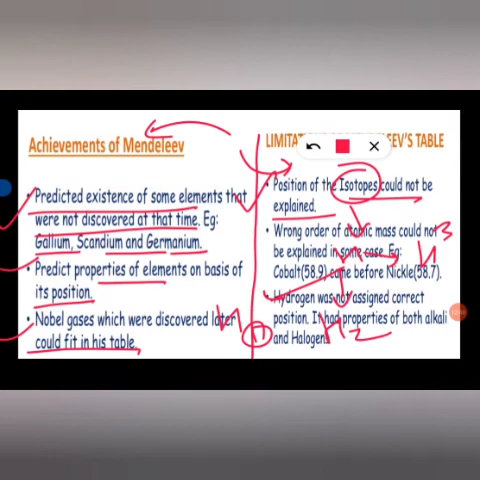 Achievements of Mendeleev
Predicted existence of some elements that
were not discovered at that time. Eg:
Gallium, Scandium and Germanium.
Predict properties of elements on basis of
its position.
Nobel gases which were discovered later
could fit in his table.
LIMITAT EEV'S TABLE
Position of the Isotopes could not be
explained.
Wrong order of atomic mass could not
be explained in some case. Eg:
Cobalt(58.9) came before Nickle(58.7).
Hydrogen was not assigned correct
position. It had properties of both alkali
and Halogen.
H
H
H2